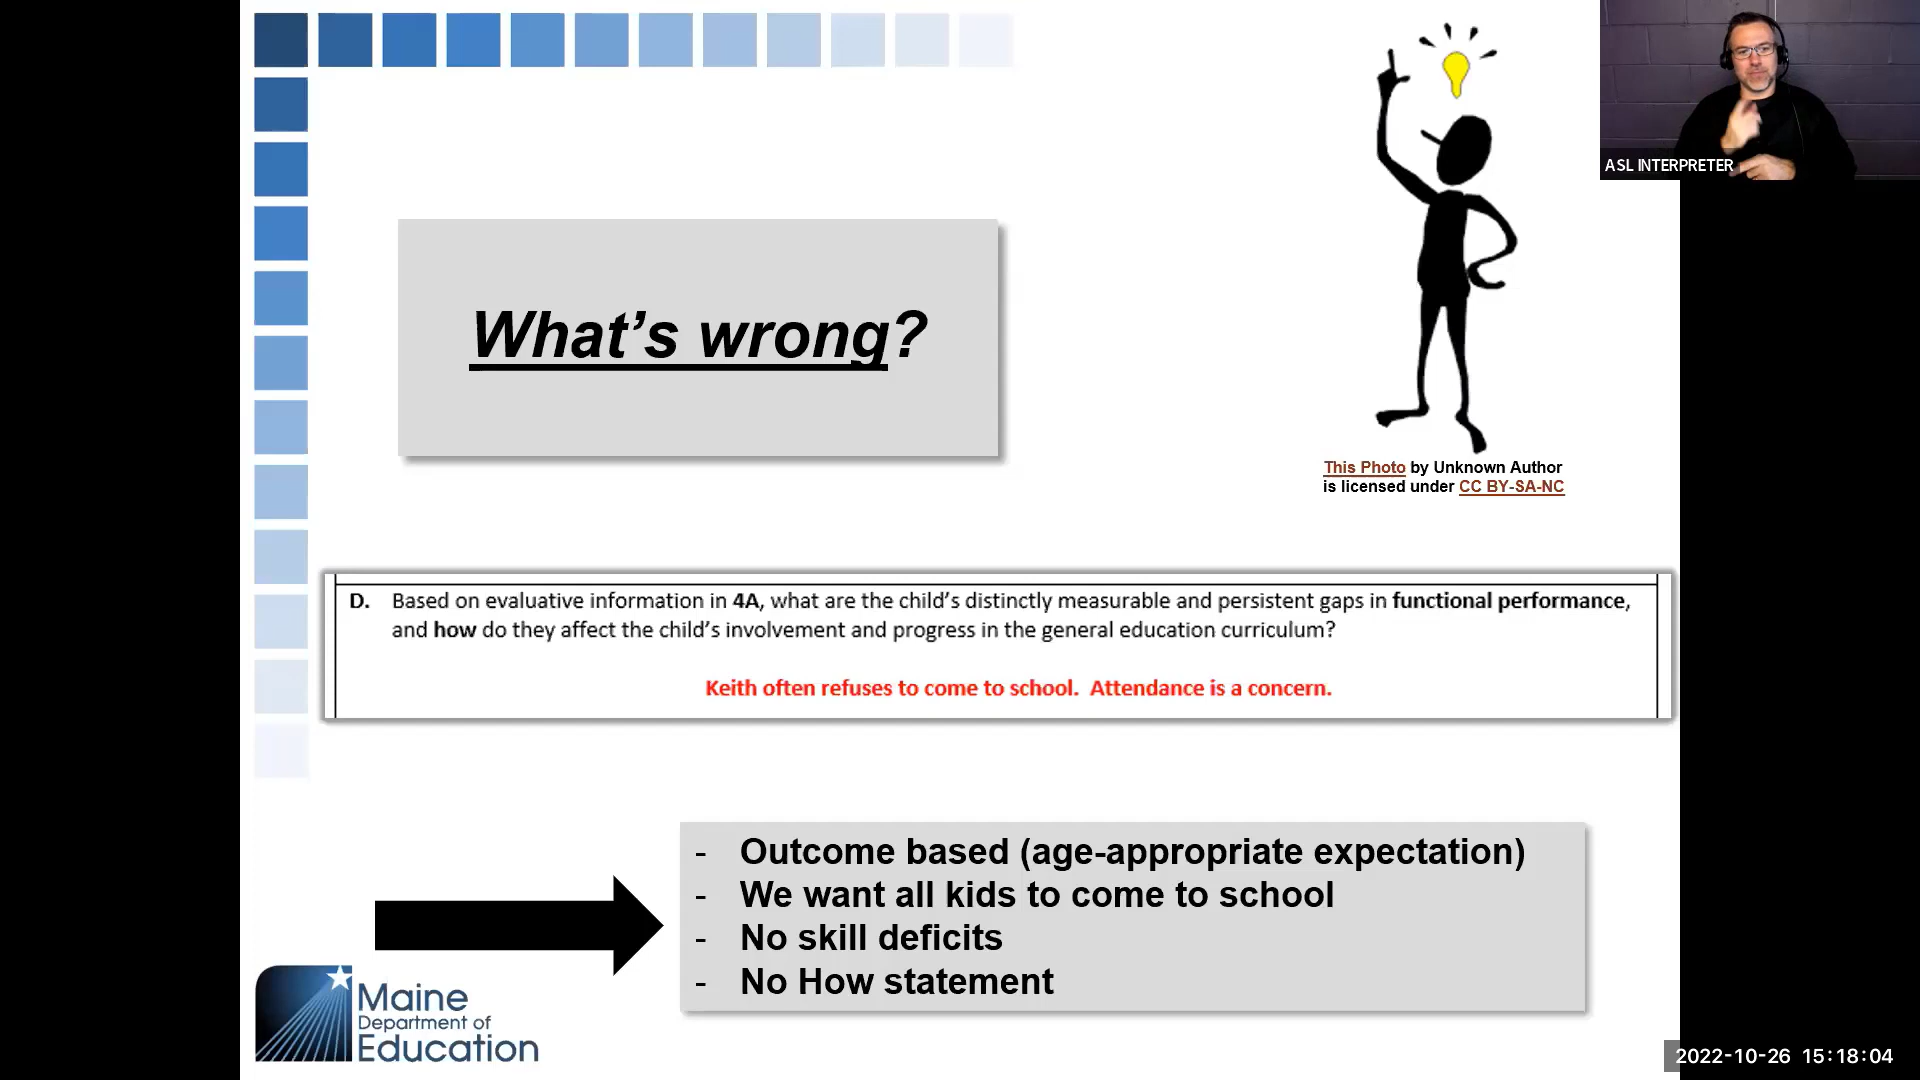 ASL INTERPRETER
What's wrong?
This Photo by Unknown Author
is licensed under CC BY-SA-NC
D. Based on evaluative information in 4A, what are the child's distinctly measurable and persistent gaps in functional performance,
and how do they affect the child's involvement and progress in the general education curriculum?
Keith often refuses to come to school. Attendance is a concern.
- Outcome based (age-appropriate expectation)
- We want all kids to come to school
- No skill deficits
- No How statement
Maine
Department of
Education
2022-10-26 15:18:04